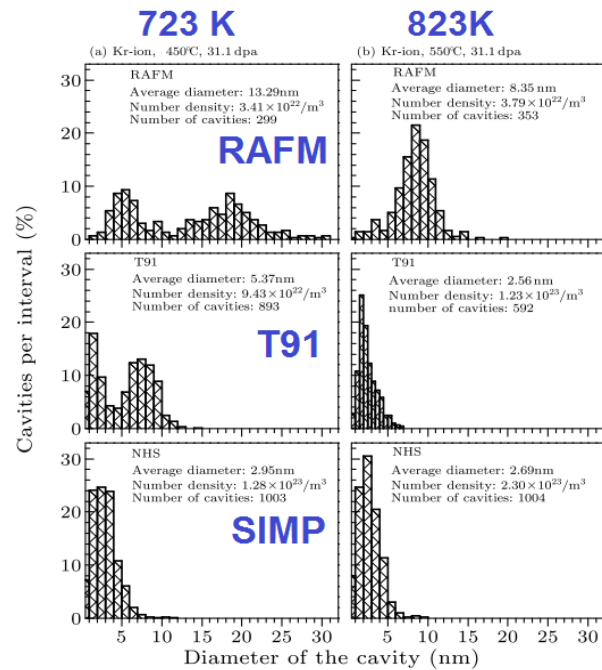 723 K
823K
(a) Kr-ion, 450℃, 31.1 dpa
(b) Kr-ion, 550℃, 31.1 dpa
RAFM
Average diameter: 13.29nm
Number density: 3.41×10²²/m³
Number of cavities: 299
RAFM
30
20
10
0
RAFM
Average diameter: 8.35 nm
Number density: 3.79×10²²/m³
Number of cavities: 353
T91
Average diameter: 5.37nm
Number density: 9.43×10²²/m³
Number of cavities: 893
T91
30
20
10
0
T91
Average diameter: 2.56 nm
Number density: 1.23×10²³/m³
number of cavities: 592
NHS
Average diameter: 2.95nm
Number density: 1.28×10²³/m³
Number of cavities: 1003
SIMP
30
20
10
0
NHS
Average diameter: 2.69nm
Number density: 2.30×10²³/m³
Number of cavities: 1004
Cavities per interval (%)
5 10 15 20 25 30
5 10 15 20 25 30
Diameter of the cavity (nm)